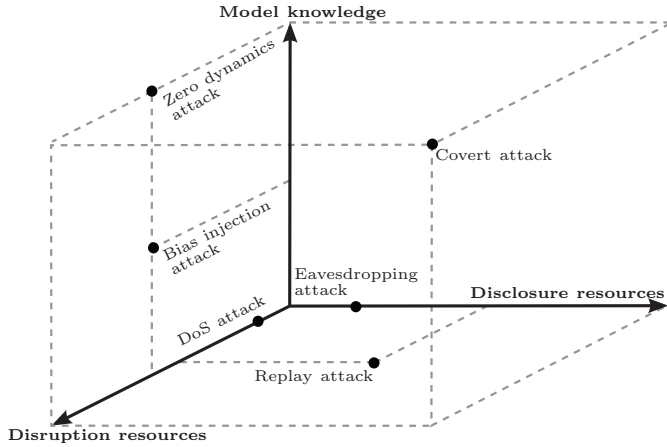 Model knowledge
Zero dynamics
attack
Covert attack
Bias injection
attack
Eavesdropping
attack
Disclosure resources
DoS attack
Replay attack
Disruption resources